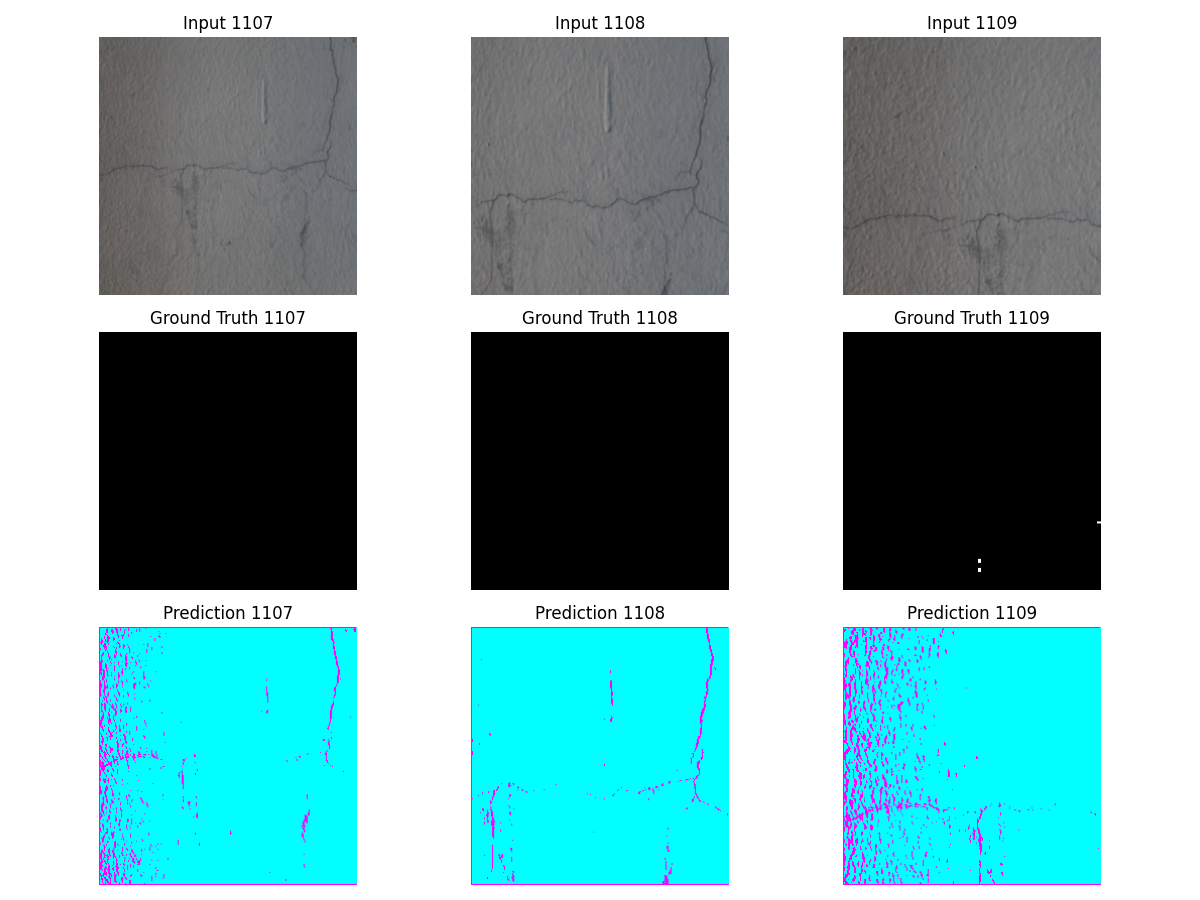 Input 1107
Input 1108
Input 1109
Ground Truth 1107
Ground Truth 1108
Ground Truth 1109
Prediction 1107
Prediction 1108
Prediction 1109